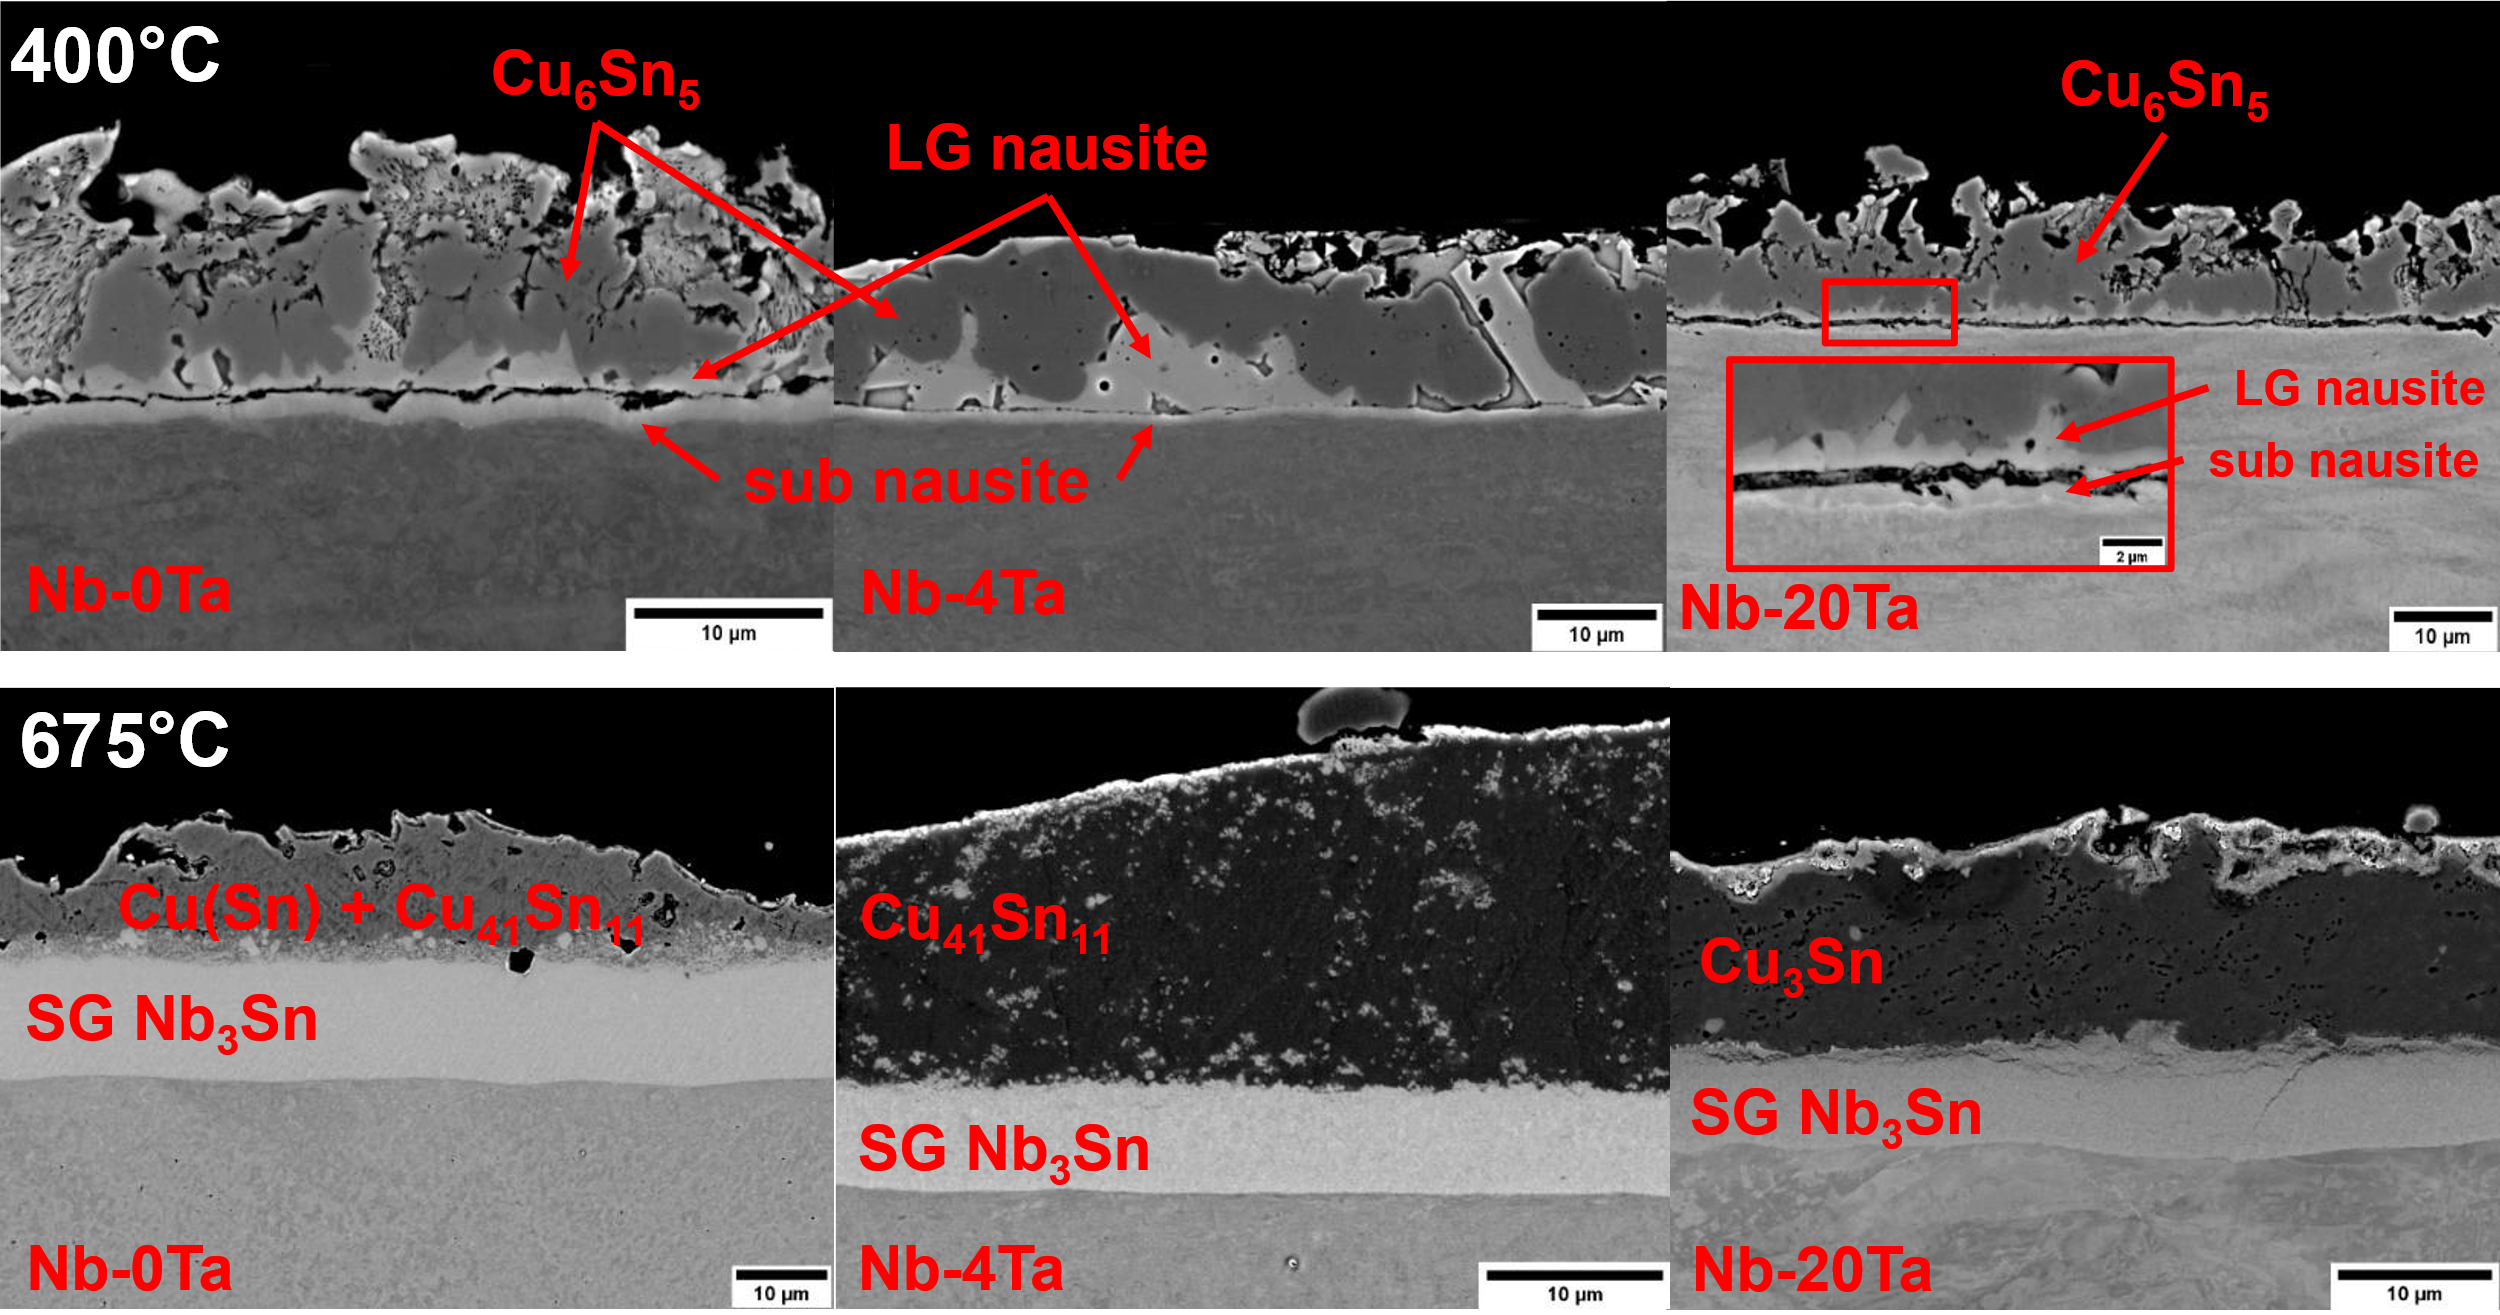 400°C
Cu₆Sn₅
LG nausite
Cu₆Sn₅
LG nausite
sub nausite
sub nausite
2 µm
Nb-0Ta
10 µm
Nb-4Ta
10 µm
Nb-20Ta
10 µm
675°C
Cu(Sn) + Cu₄₁Sn₁₁
Cu₄₁Sn₁₁
Cu₃Sn
SG Nb₃Sn
SG Nb₃Sn
SG Nb₃Sn
Nb-0Ta
10 µm
Nb-4Ta
10 µm
Nb-20Ta
10 µm